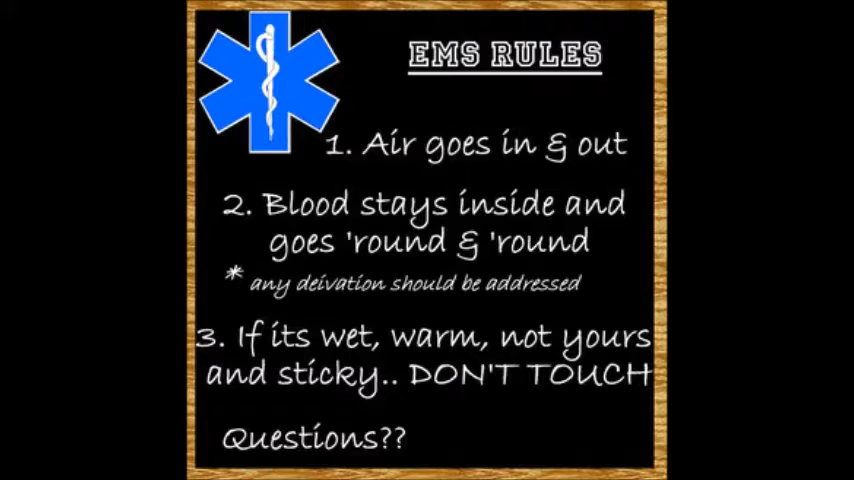 EMS RULES
1. Air goes in & out
2. Blood stays inside and
goes 'round & 'round
* any deivation should be addressed
3. If its wet, warm, not yours
and sticky.. DON'T TOUCH
Questions??